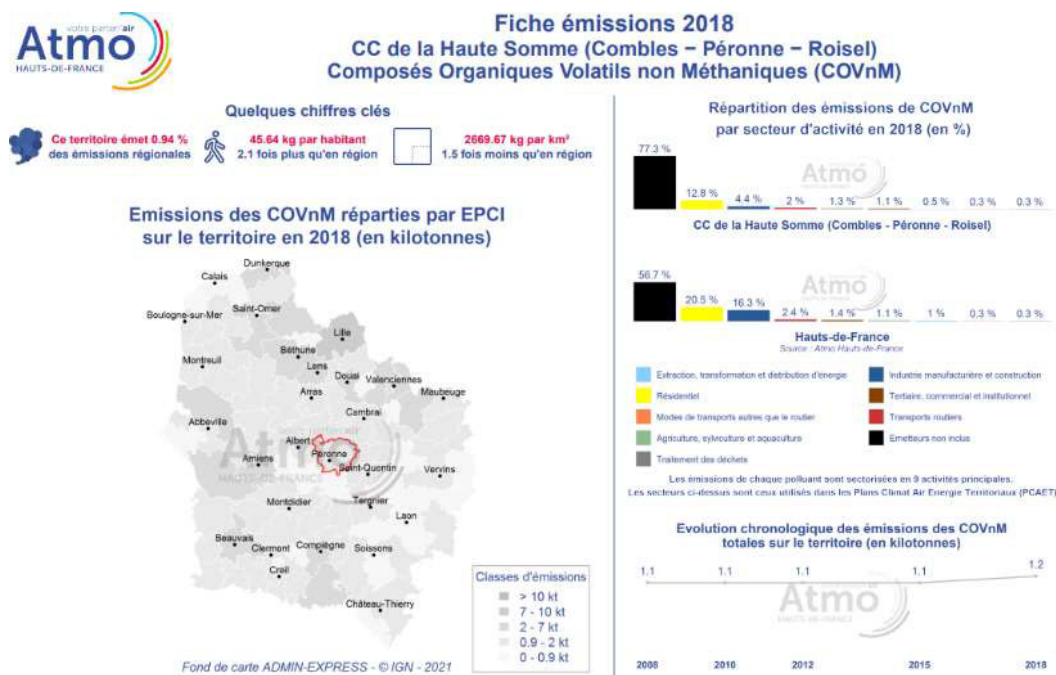 votre parten'air
Atmo
HAUTS-DE-FRANCE
Fiche émissions 2018
CC de la Haute Somme (Combles – Péronne – Roisel)
Composés Organiques Volatils non Méthaniques (COVnM)
Quelques chiffres clés
Ce territoire émet 0.94 %
des émissions régionales
45.64 kg par habitant
2.1 fois plus qu'en région
2669.67 kg par km²
1.5 fois moins qu'en région
Emissions des COVnM réparties par EPCI
sur le territoire en 2018 (en kilotonnes)
Dunkerque
Calais
Boulogne-sur-Mer
Saint-Omer
Lille
Béthune
Montreuil
Lens
Douai
Valenciennes
Maubeuge
Arras
Cambrai
Abbeville
votre parten'air
Atmo
HAUTS-DE-FRANCE
Albert
Péronne
Amiens
Saint-Quentin
Vervins
Montdidier
Tergnier
Laon
Beauvais
Clermont
Compiègne
Soissons
Creil
Château-Thierry
Classes d'émissions
> 10 kt
7 - 10 kt
2 - 7 kt
0.9 - 2 kt
0 - 0.9 kt
Fond de carte ADMIN-EXPRESS - © IGN - 2021
Répartition des émissions de COVnM
par secteur d'activité en 2018 (en %)
77.3 %
12.8 %
4.4 %
2 %
1.3 %
1.1 %
0.5 %
0.3 %
0.3 %
Atmo
CC de la Haute Somme (Combles - Péronne - Roisel)
56.7 %
20.5 %
16.3 %
2.4 %
1.4 %
1.1 %
1 %
0.3 %
0.3 %
Atmo
Hauts-de-France
Source : Atmo Hauts-de-France
Extraction, transformation et distribution d'énergie
Industrie manufacturière et construction
Résidentiel
Tertiaire, commercial et institutionnel
Modes de transports autres que le routier
Transports routiers
Agriculture, sylviculture et aquaculture
Emetteurs non inclus
Traitement des déchets
Les émissions de chaque polluant sont sectorisées en 9 activités principales.
Les secteurs ci-dessus sont ceux utilisés dans les Plans Climat Air Energie Territoriaux (PCAET)
Evolution chronologique des émissions des COVnM
totales sur le territoire (en kilotonnes)
1.1
1.1
1.1
1.1
1.2
Atmo
2008
2010
2012
2015
2018